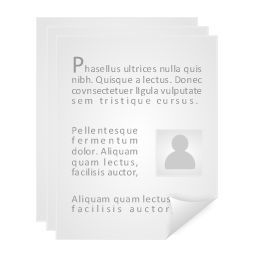 Phasellus ultrices nulla quis
nibh. Quisque a lectus. Donec
covnsectetuer lígula vulputate
sem tristique cursus.
Pellentesque
fermentum
dolor. Aliquam
quam lectus,
facilisis auctor,
Aliquam quam lectus
facilisis auctor